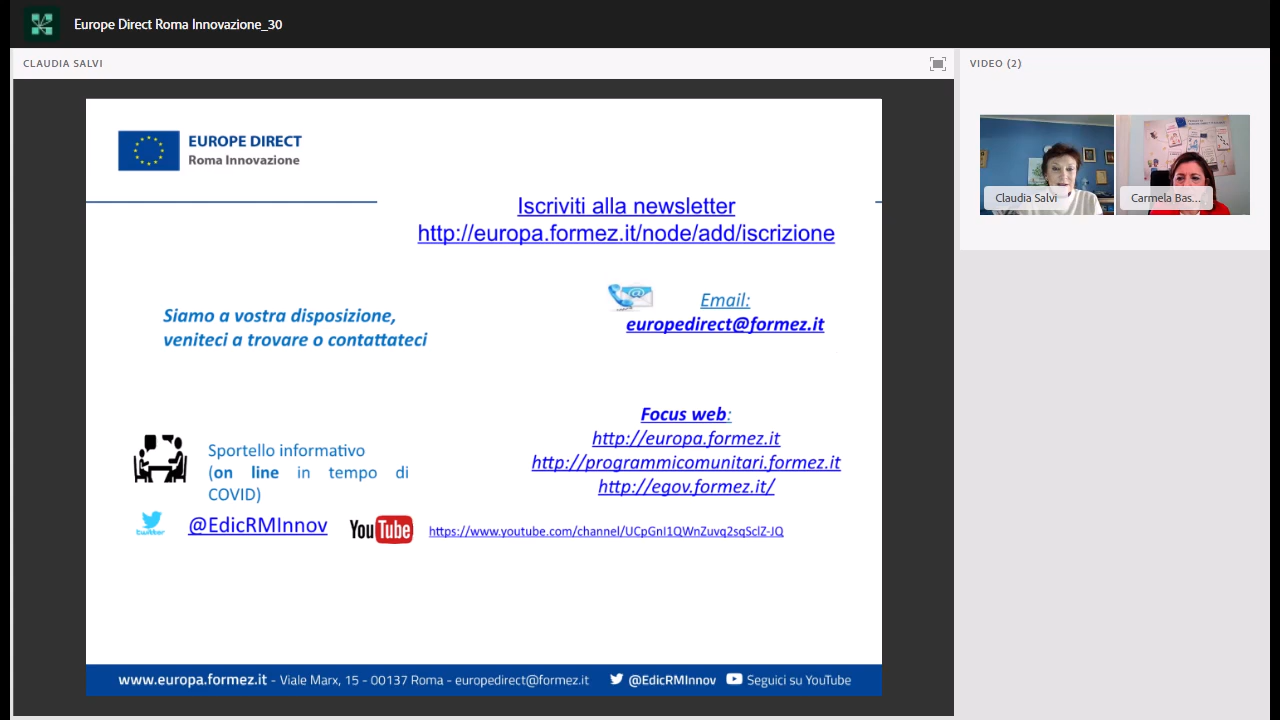 Europe Direct Roma Innovazione_30
CLAUDIA SALVI
VIDEO (2)
EUROPE DIRECT
Roma Innovazione
Iscriviti alla newsletter
http://europa.formez.it/node/add/iscrizione
Siamo a vostra disposizione,
veniteci a trovare o contattateci
Email:
europedirect@formez.it
Focus web:
http://europa.formez.it
http://programmicomunitari.formez.it
http://egov.formez.it/
Sportello informativo
(on line in tempo di
COVID)
twitter
@EdicRMInnov
YouTube
https://www.youtube.com/channel/UCpGnI1QWnZuvq2sqSclZ-JQ
www.europa.formez.it - Viale Marx, 15 - 00137 Roma - europedirect@formez.it @EdicRMInnov Seguici su YouTube
Claudia Salvi
Carmela Bas...